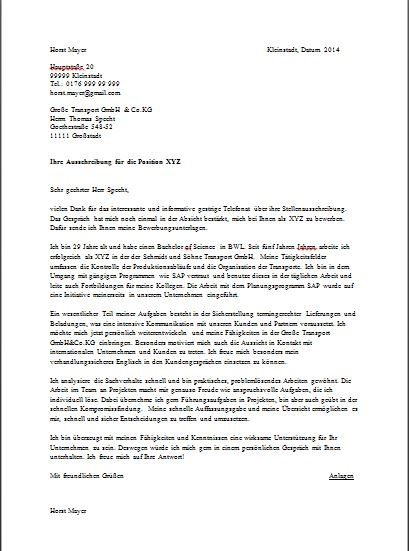 Horst Mayer Kleinstadt, Datum 2014
Hauptstraße 20
99999 Kleinstadt
Tel.: 0176 999 99 999
horst.mayer@gmail.com
Große Transport GmbH & Co.KG
Herrn Thomas Specht
Goethestraße 548-52
11111 Großstadt
Ihre Ausschreibung für die Position XYZ
Sehr geehrter Herr Specht,
vielen Dank für das interessante und informative gestrige Telefonat über ihre Stellenausschreibung.
Das Gespräch hat mich noch einmal in der Absicht bestärkt, mich bei Ihnen als XYZ zu bewerben.
Dafür sende ich Ihnen meine Bewerbungsunterlagen.
Ich bin 29 Jahre alt und habe einen Bachelor of Science in BWL. Seit fünf Jahren Jahren, arbeite ich
erfolgreich als XYZ in der der Schmidt und Söhne Transport GmbH. Meine Tätigkeitsfelder
umfassen die Kontrolle der Produktionsabläufe und die Organisation der Transporte. Ich bin in dem
Umgang mit gängigen Programmen wie SAP vertraut und benutze dieses in der täglichen Arbeit und
leite auch Fortbildungen für meine Kollegen. Die Arbeit mit dem Planungsprogramm SAP wurde auf
eine Initiative meinerseits in unserem Unternehmen eingeführt.
Ein wesentlicher Teil meiner Aufgaben besteht in der Sicherstellung termingerechter Lieferungen und
Beladungen, was eine intensive Kommunikation mit unseren Kunden und Partnern voraussetzt. Ich
möchte mich jetzt persönlich weiterentwickeln und meine Fähigkeiten in der Große Transport
GmbH&Co.KG einbringen. Besonders motiviert mich auch die Aussicht in Kontakt mit
internationalen Unternehmen und Kunden zu treten. Ich freue mich besonders mein
verhandlungssicheres Englisch in den Kundengesprächen einsetzen zu können.
Ich analysiere die Sachverhalte schnell und bin praktisches, problemlösendes Arbeiten gewöhnt. Die
Arbeit im Team an Projekten macht mir genauso Freude wie anspruchsvolle Aufgaben, die ich
individuell löse. Dabei übernehme ich gern Führungsaufgaben in Projekten, bin aber auch geübt in der
schnellen Kompromissfindung. Meine schnelle Auffassungsgabe und meine Übersicht ermöglichen es
mir, schnell und sicher Entscheidungen zu treffen und umzusetzen.
Ich bin überzeugt mit meinen Fähigkeiten und Kenntnissen eine wirksame Unterstützung für Ihr
Unternehmen zu sein. Deswegen würde ich mich gern in einem persönlichen Gespräch mit Ihnen
unterhalten. Ich freue mich auf Ihre Antwort!
Mit freundlichen Grüßen Anlagen
Horst Mayer